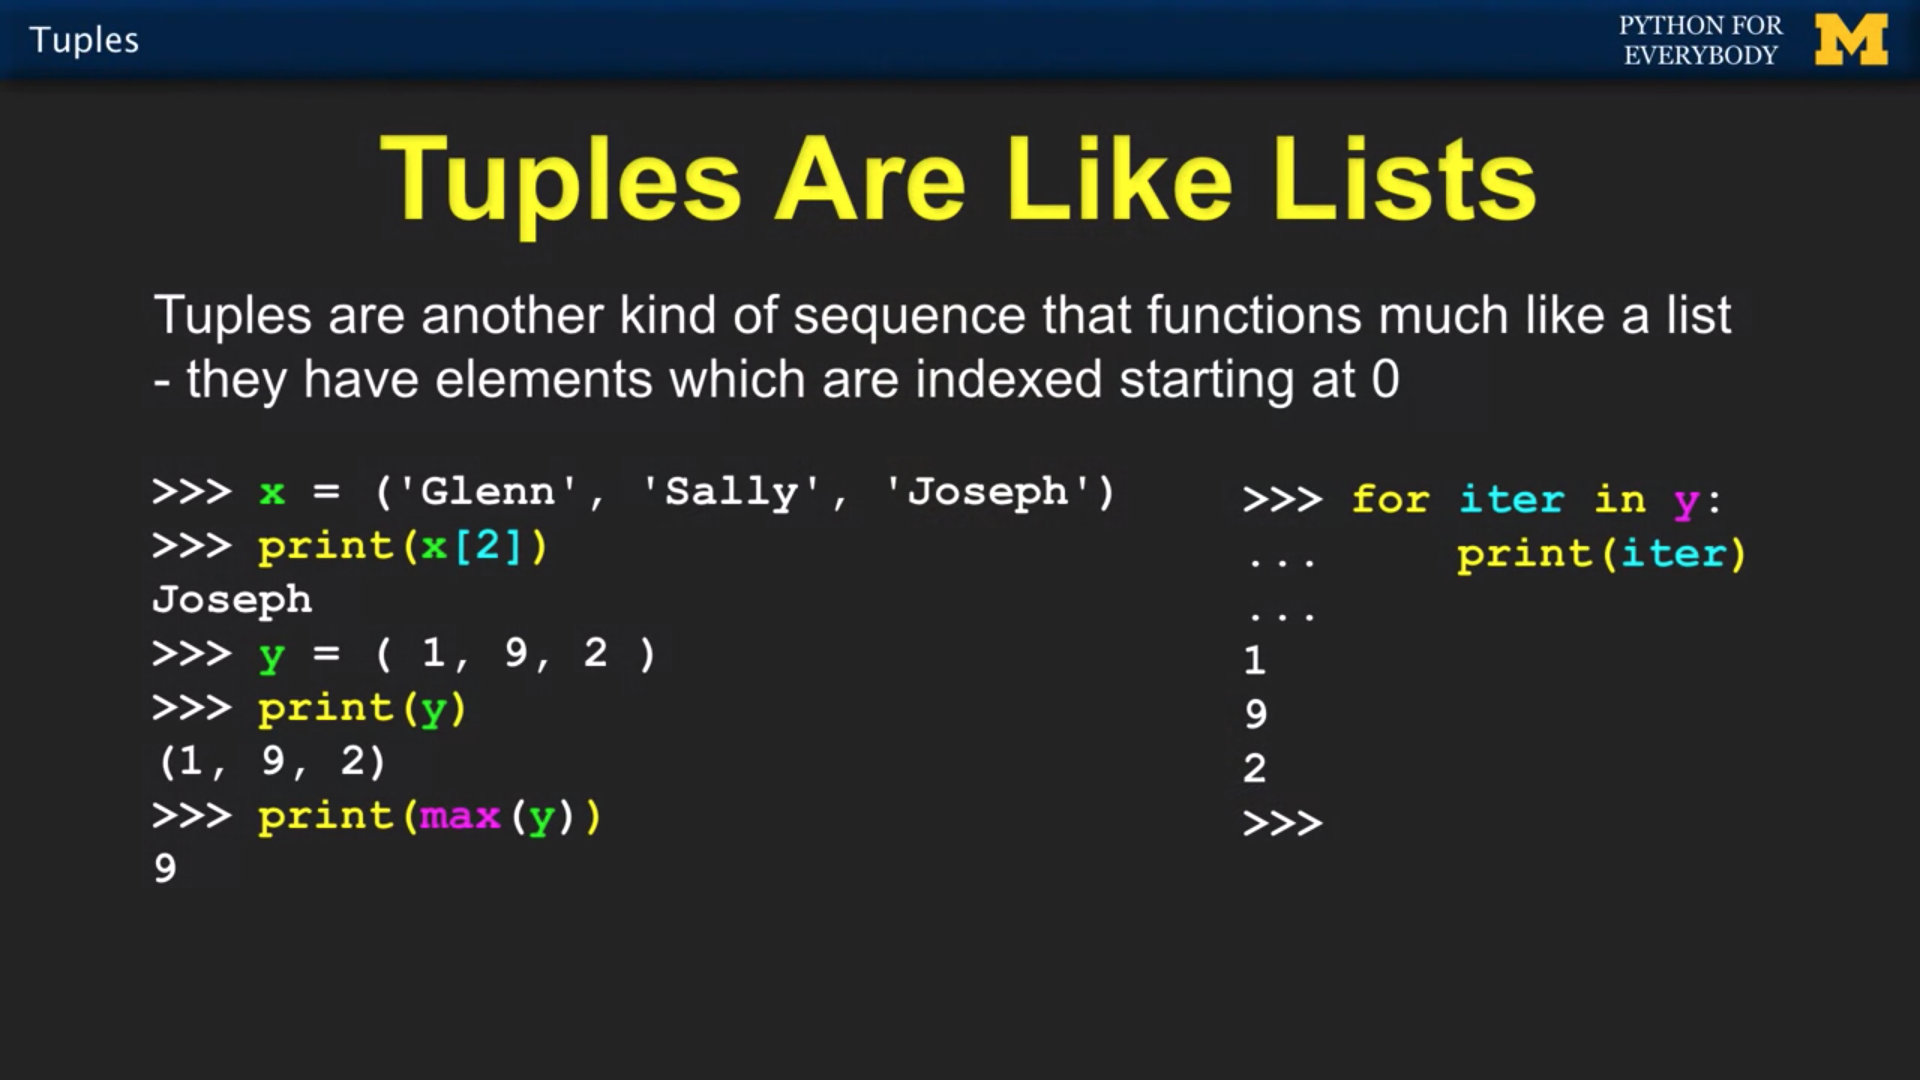 Tuples
PYTHON FOR
EVERYBODY
M
Tuples Are Like Lists
Tuples are another kind of sequence that functions much like a list
- they have elements which are indexed starting at 0
>>> x = ('Glenn', 'Sally', 'Joseph')
>>> print(x[2])
Joseph
>>> y = ( 1, 9, 2 )
>>> print(y)
(1, 9, 2)
>>> print(max(y))
9
>>> for iter in y:
...     print(iter)
...
1
9
2
>>>